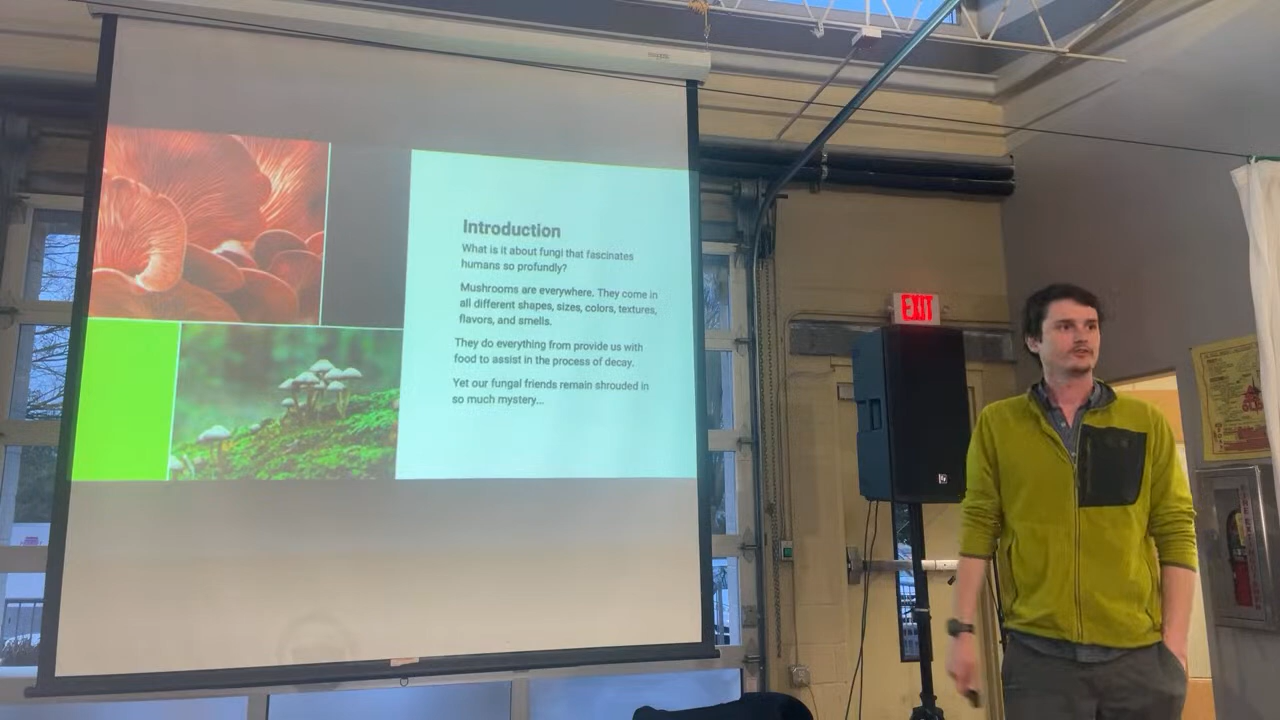 Introduction
What is it about fungi that fascinates
humans so profoundly?
Mushrooms are everywhere. They come in
all different shapes, sizes, colors, textures,
flavors, and smells.
They do everything from provide us with
food to assist in the process of decay.
Yet our fungal friends remain shrouded in
so much mystery...
EXIT